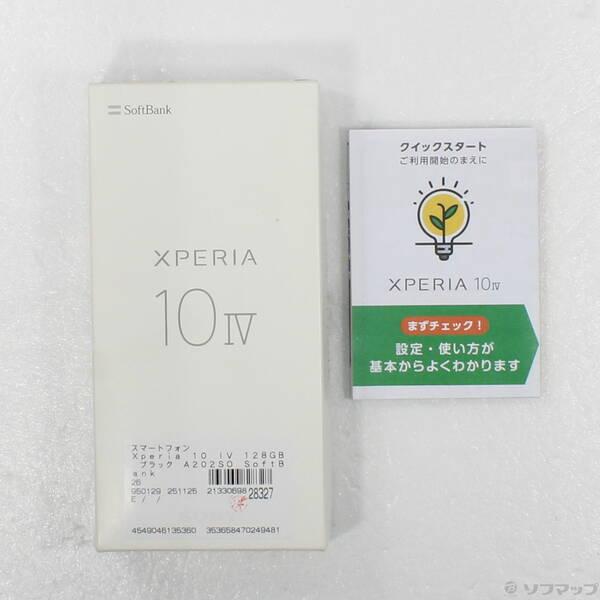 SoftBank
XPERIA
10 IV
スマートフォン
Xperia 10 IV 128GB
ブラック A202SO SoftB
ank
26
950129 251125 21330698 28327
E / /
4549046135360 353658470249481
クイックスタート
ご利用開始のまえに
XPERIA 10 IV
まずチェック!
設定・使い方が
基本からよくわかります
ソフマップ